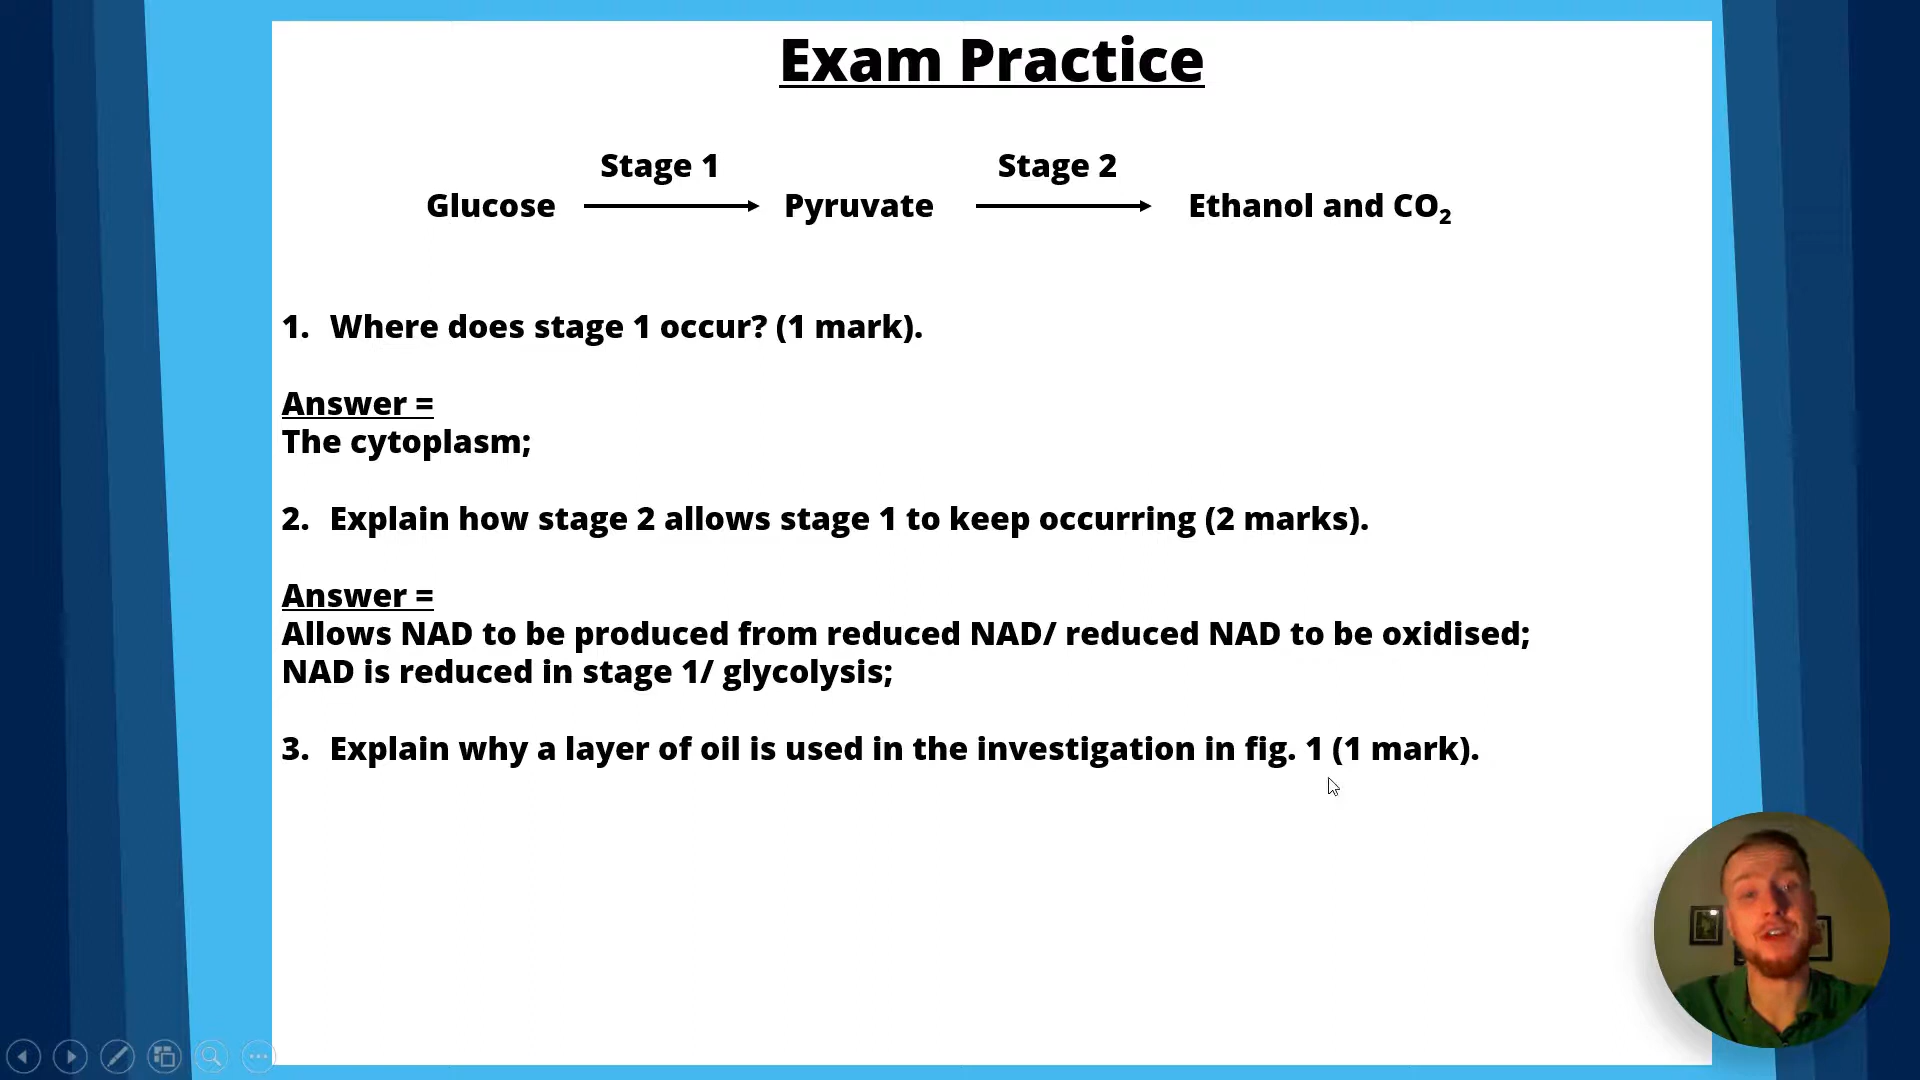 Exam Practice
Stage 1 Stage 2
Glucose Pyruvate Ethanol and CO₂
1. Where does stage 1 occur? (1 mark).
Answer =
The cytoplasm;
2. Explain how stage 2 allows stage 1 to keep occurring (2 marks).
Answer =
Allows NAD to be produced from reduced NAD/ reduced NAD to be oxidised;
NAD is reduced in stage 1/ glycolysis;
3. Explain why a layer of oil is used in the investigation in fig. 1 (1 mark).